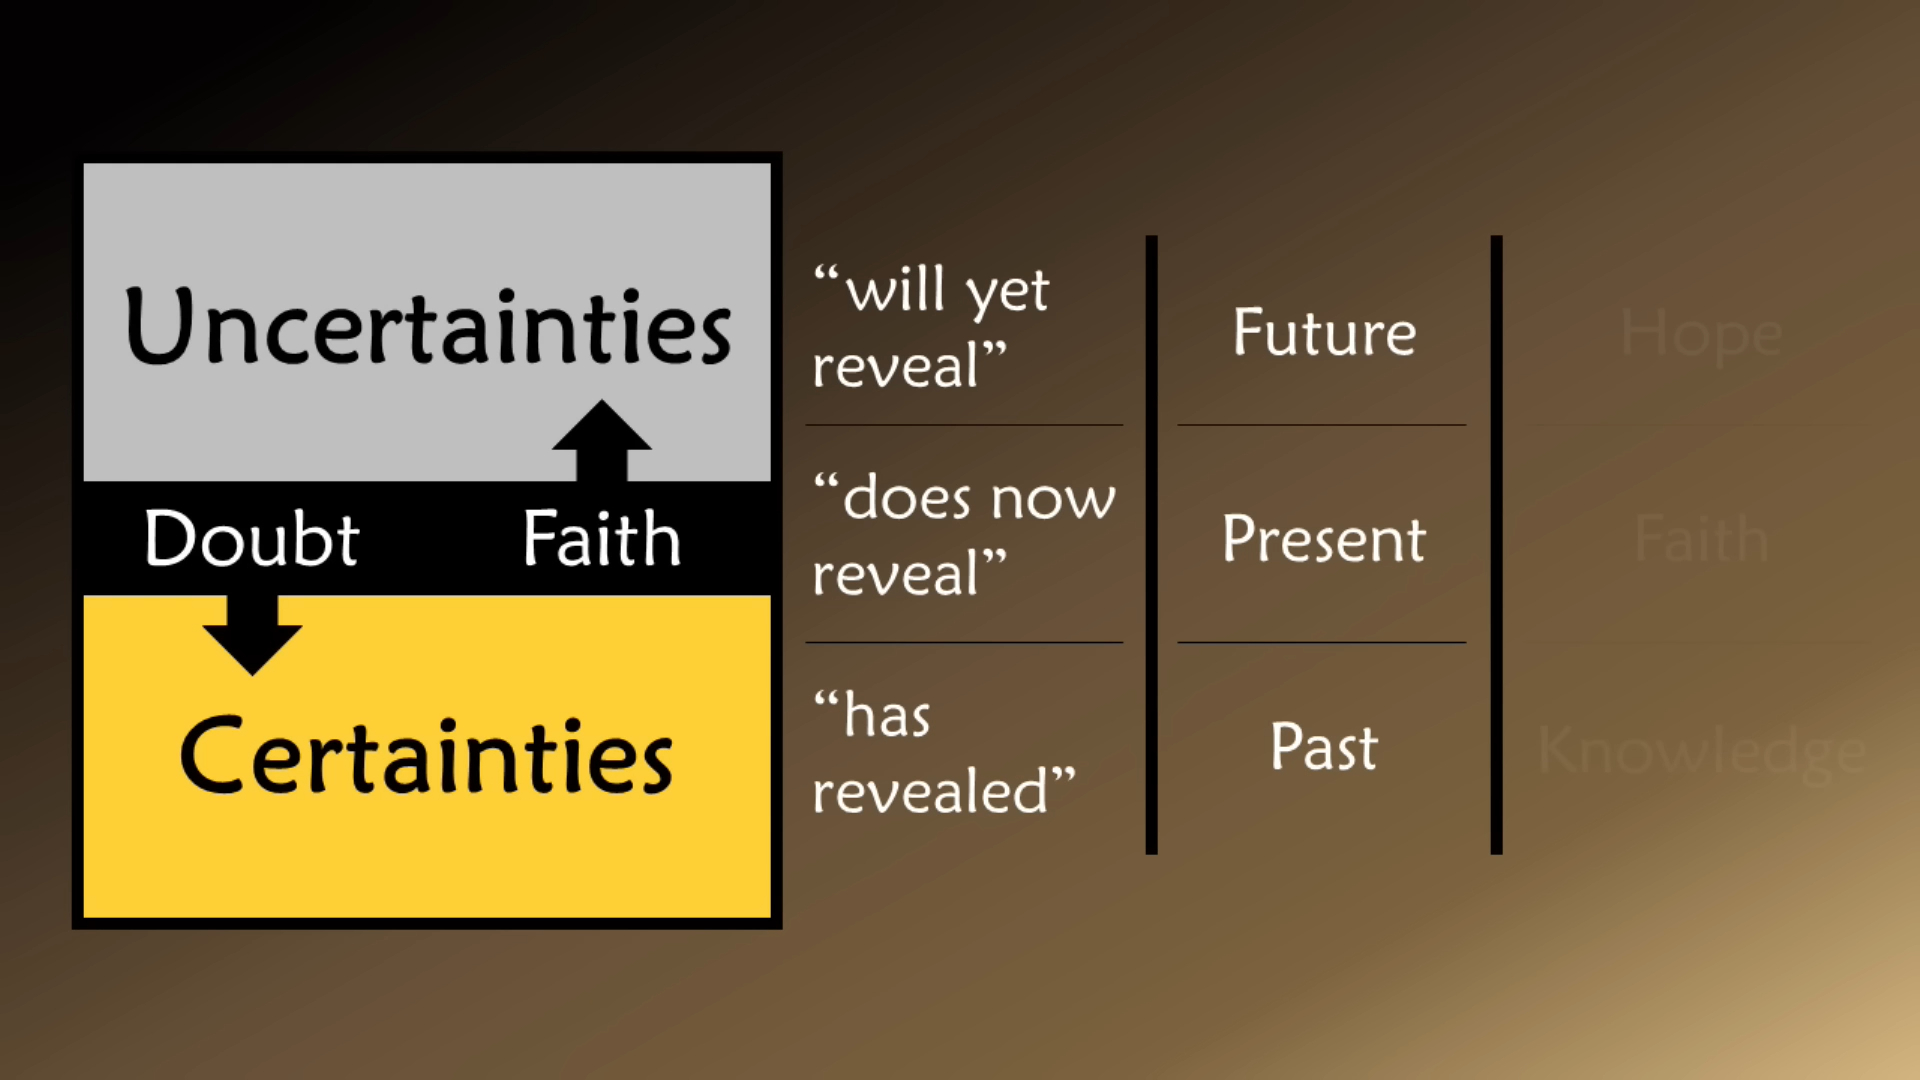 Uncertainties
Doubt Faith
Certainties
“will yet
reveal”
Future
Hope
“does now
reveal”
Present
Faith
“has
revealed”
Past
Knowledge